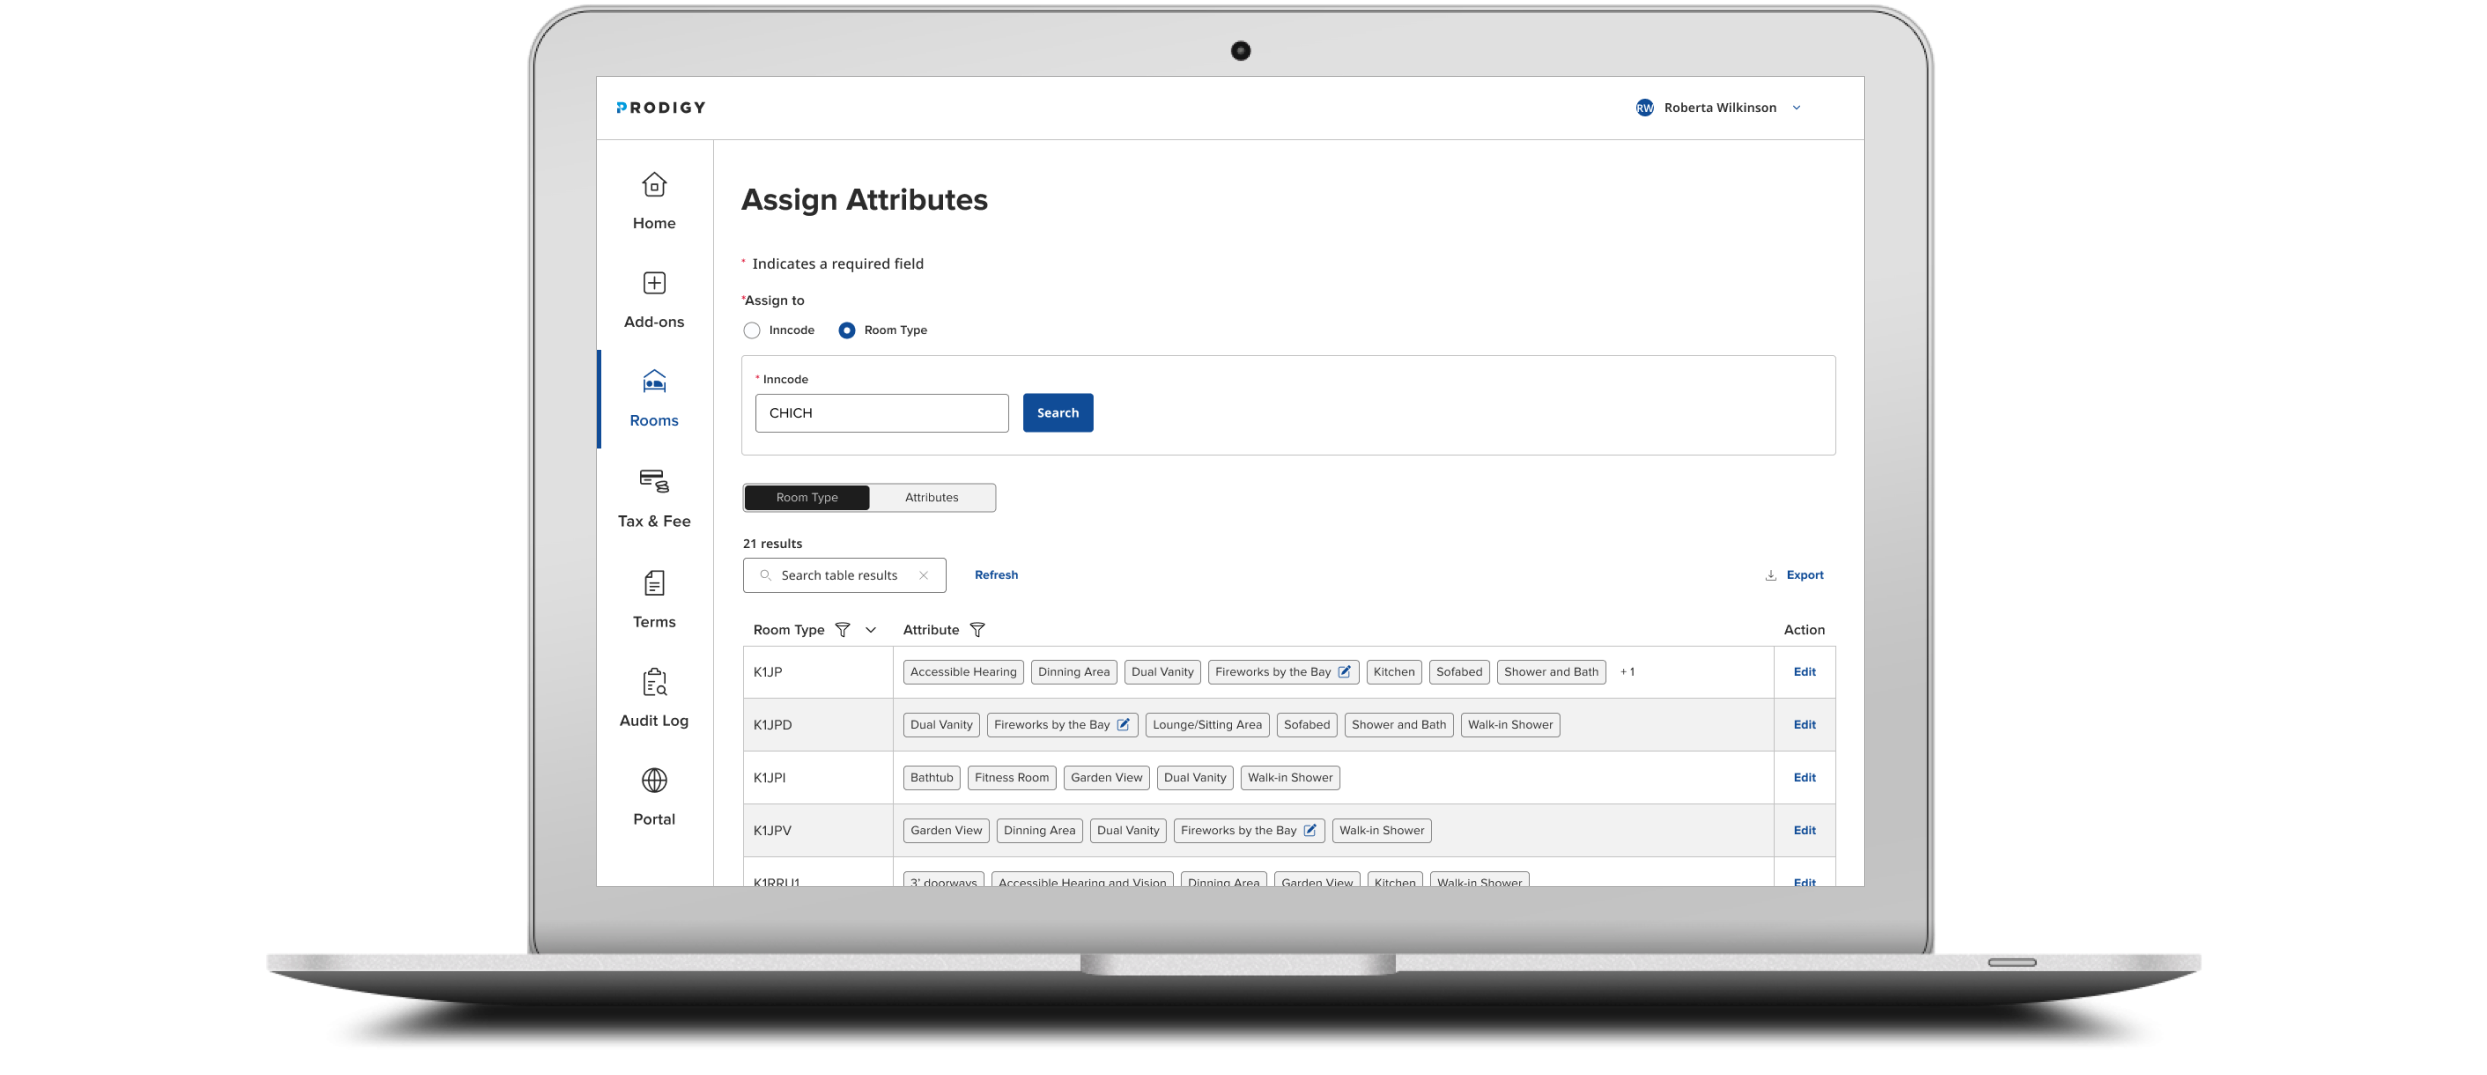 PRODIGY
RW Roberta Wilkinson
Home
Add-ons
Rooms
Tax & Fee
Terms
Audit Log
Portal
Assign Attributes
* Indicates a required field
*Assign to
Inncode Room Type
* Inncode
CHICH Search
Room Type Attributes
21 results
Search table results Refresh Export
Room Type Attribute Action
K1JP Accessible Hearing Dinning Area Dual Vanity Fireworks by the Bay Kitchen Sofabed Shower and Bath + 1 Edit
K1JPD Dual Vanity Fireworks by the Bay Lounge/Sitting Area Sofabed Shower and Bath Walk-in Shower Edit
K1JPI Bathtub Fitness Room Garden View Dual Vanity Walk-in Shower Edit
K1JPV Garden View Dinning Area Dual Vanity Fireworks by the Bay Walk-in Shower Edit
K1RRU1 3' doorways Accessible Hearing and Vision Dinning Area Garden View Kitchen Walk-in Shower Edit